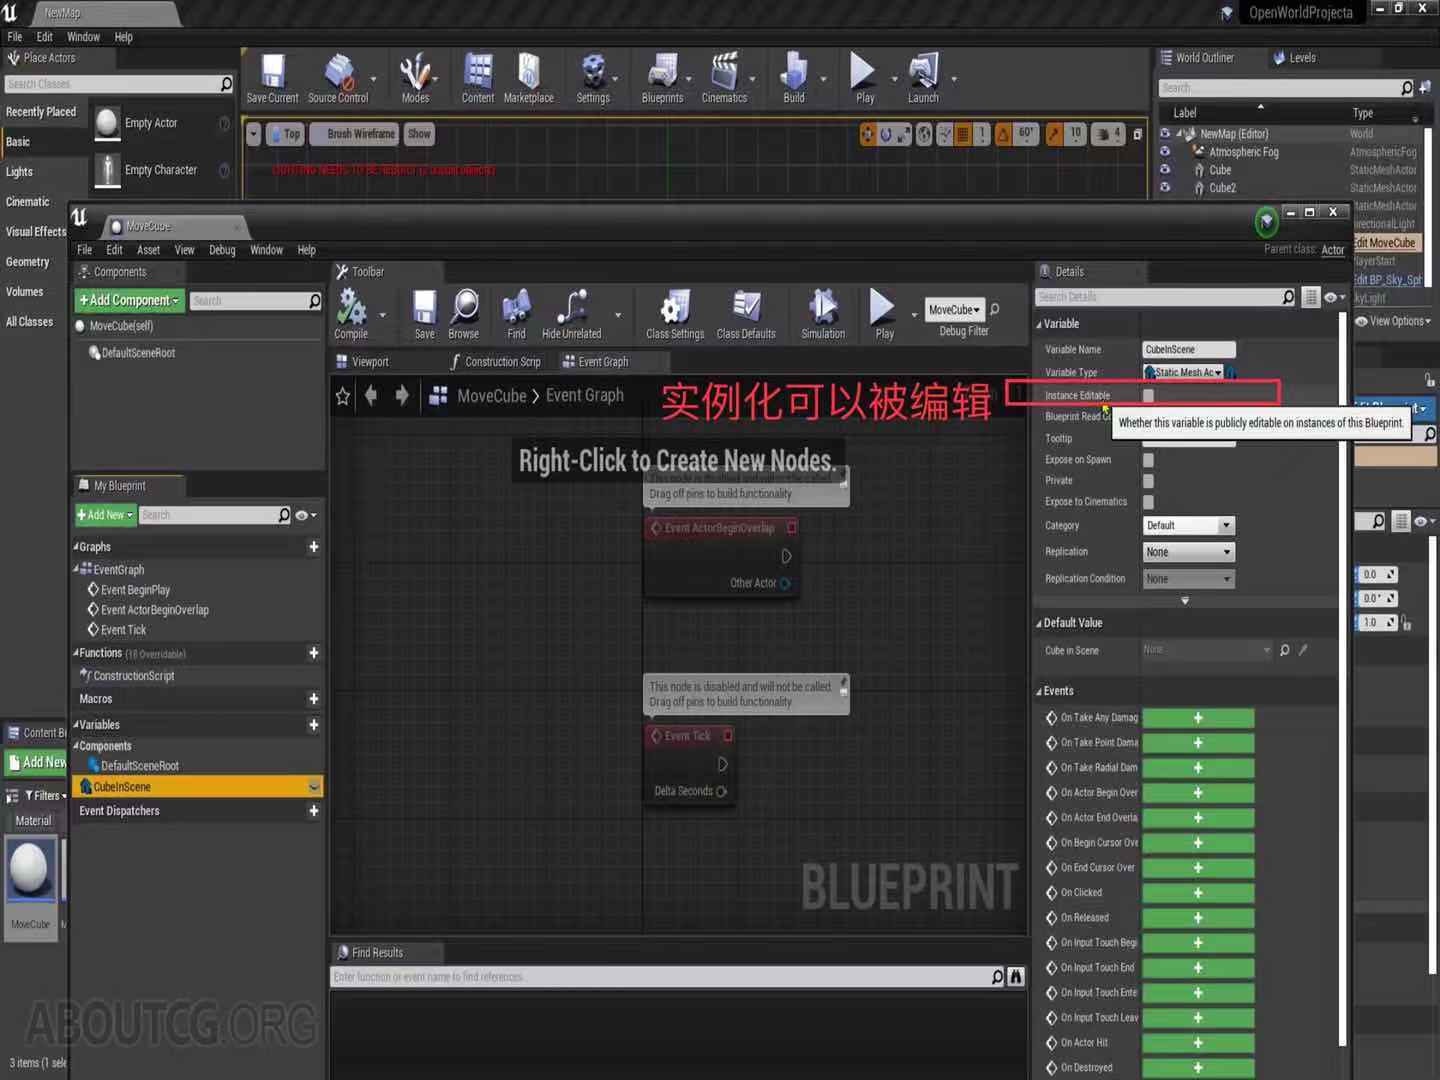 NewMap
OpenWorldProjecta
File Edit Window Help
Place Actors
Search Classes
Recently Placed
Basic
Lights
Cinematic
Visual Effects
Geometry
Volumes
All Classes
Empty Actor
Empty Character
Save Current
Source Control
Modes
Content
Marketplace
Settings
Blueprints
Cinematics
Build
Play
Launch
Top
Brush Wireframe
Show
1
60°
10
4
World Outliner
Levels
Search...
Label
Type
NewMap (Editor)
World
Atmospheric Fog
AtmosphericFog
Cube
StaticMeshActor
Cube2
StaticMeshActor
Edit MoveCube
PlayerStart
Edit BP_Sky_Sph
View Options
MoveCube
File Edit Asset View Debug Window Help
Parent class: Actor
Components
+Add Component
Search
MoveCube(self)
DefaultSceneRoot
Toolbar
Compile
Save
Browse
Find
Hide Unrelated
Class Settings
Class Defaults
Simulation
Play
MoveCube
Debug Filter
Viewport
Construction Scrip
Event Graph
MoveCube > Event Graph
实例化可以被编辑
Right-Click to Create New Nodes.
Drag off pins to build functionality.
Event ActorBeginOverlap
Other Actor
This node is disabled and will not be called.
Drag off pins to build functionality.
Event Tick
Delta Seconds
BLUEPRINT
My Blueprint
+Add New
Search
Graphs
EventGraph
Event BeginPlay
Event ActorBeginOverlap
Event Tick
Functions (18 Overridable)
ConstructionScript
Macros
Variables
Components
DefaultSceneRoot
CubeInScene
Event Dispatchers
Find Results
Enter function or event name to find references...
Details
Search Details
Variable
Variable Name
CubeInScene
Variable Type
Static Mesh Ac
Instance Editable
Blueprint Read
Whether this variable is publicly editable on instances of this Blueprint.
Tooltip
Expose on Spawn
Private
Expose to Cinematics
Category
Default
Replication
None
Replication Condition
None
Default Value
Cube in Scene
None
Events
On Take Any Damag
On Take Point Dama
On Take Radial Dam
On Actor Begin Over
On Actor End Overla
On Begin Cursor Ove
On End Cursor Over
On Clicked
On Released
On Input Touch Begi
On Input Touch End
On Input Touch Ente
On Input Touch Leav
On Actor Hit
On Destroyed
0.0
0.0°
1.0
Add New
Filters
Material
MoveCube
3 items (1 sele
ABOUTCG.ORG